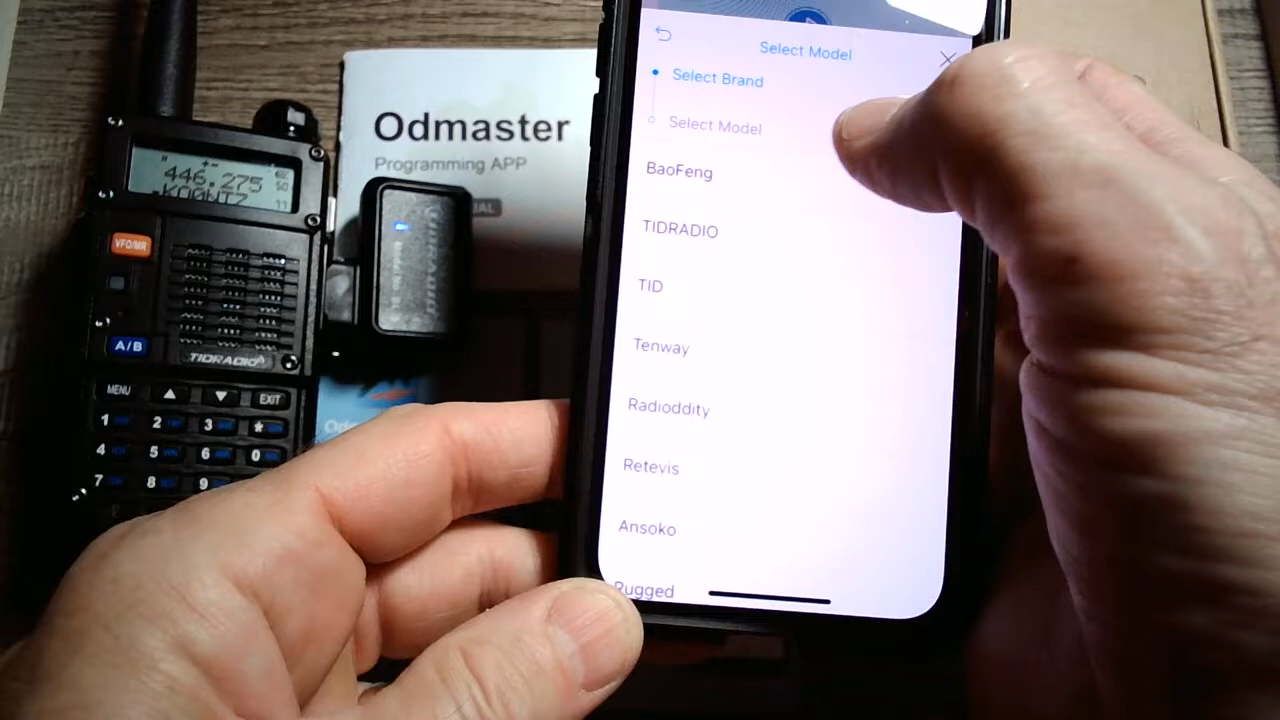 446.275
KOONTZ
VFO/MR
A/B
TIDRADIO
MENU
EXIT
1 2 3 *
4 5 6 0
7 8 9
Odmaster
Programming APP
Select Model
Select Brand
Select Model
BaoFeng
TIDRADIO
TID
Tenway
Radioddity
Retevis
Ansoko
Rugged